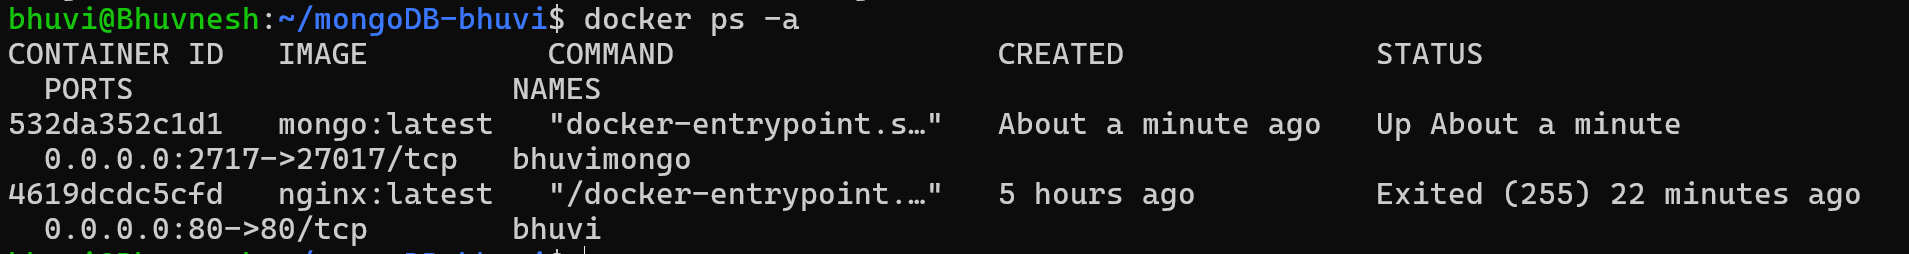 bhuvi@Bhuvnesh:~/mongoDB-bhuvi$ docker ps -a
CONTAINER ID   IMAGE          COMMAND                  CREATED              STATUS
  PORTS                     NAMES
532da352c1d1   mongo:latest   "docker-entrypoint.s…"   About a minute ago   Up About a minute
  0.0.0.0:2717->27017/tcp   bhuvimongo
4619dcdc5cfd   nginx:latest   "/docker-entrypoint.…"   5 hours ago          Exited (255) 22 minutes ago
  0.0.0.0:80->80/tcp        bhuvi